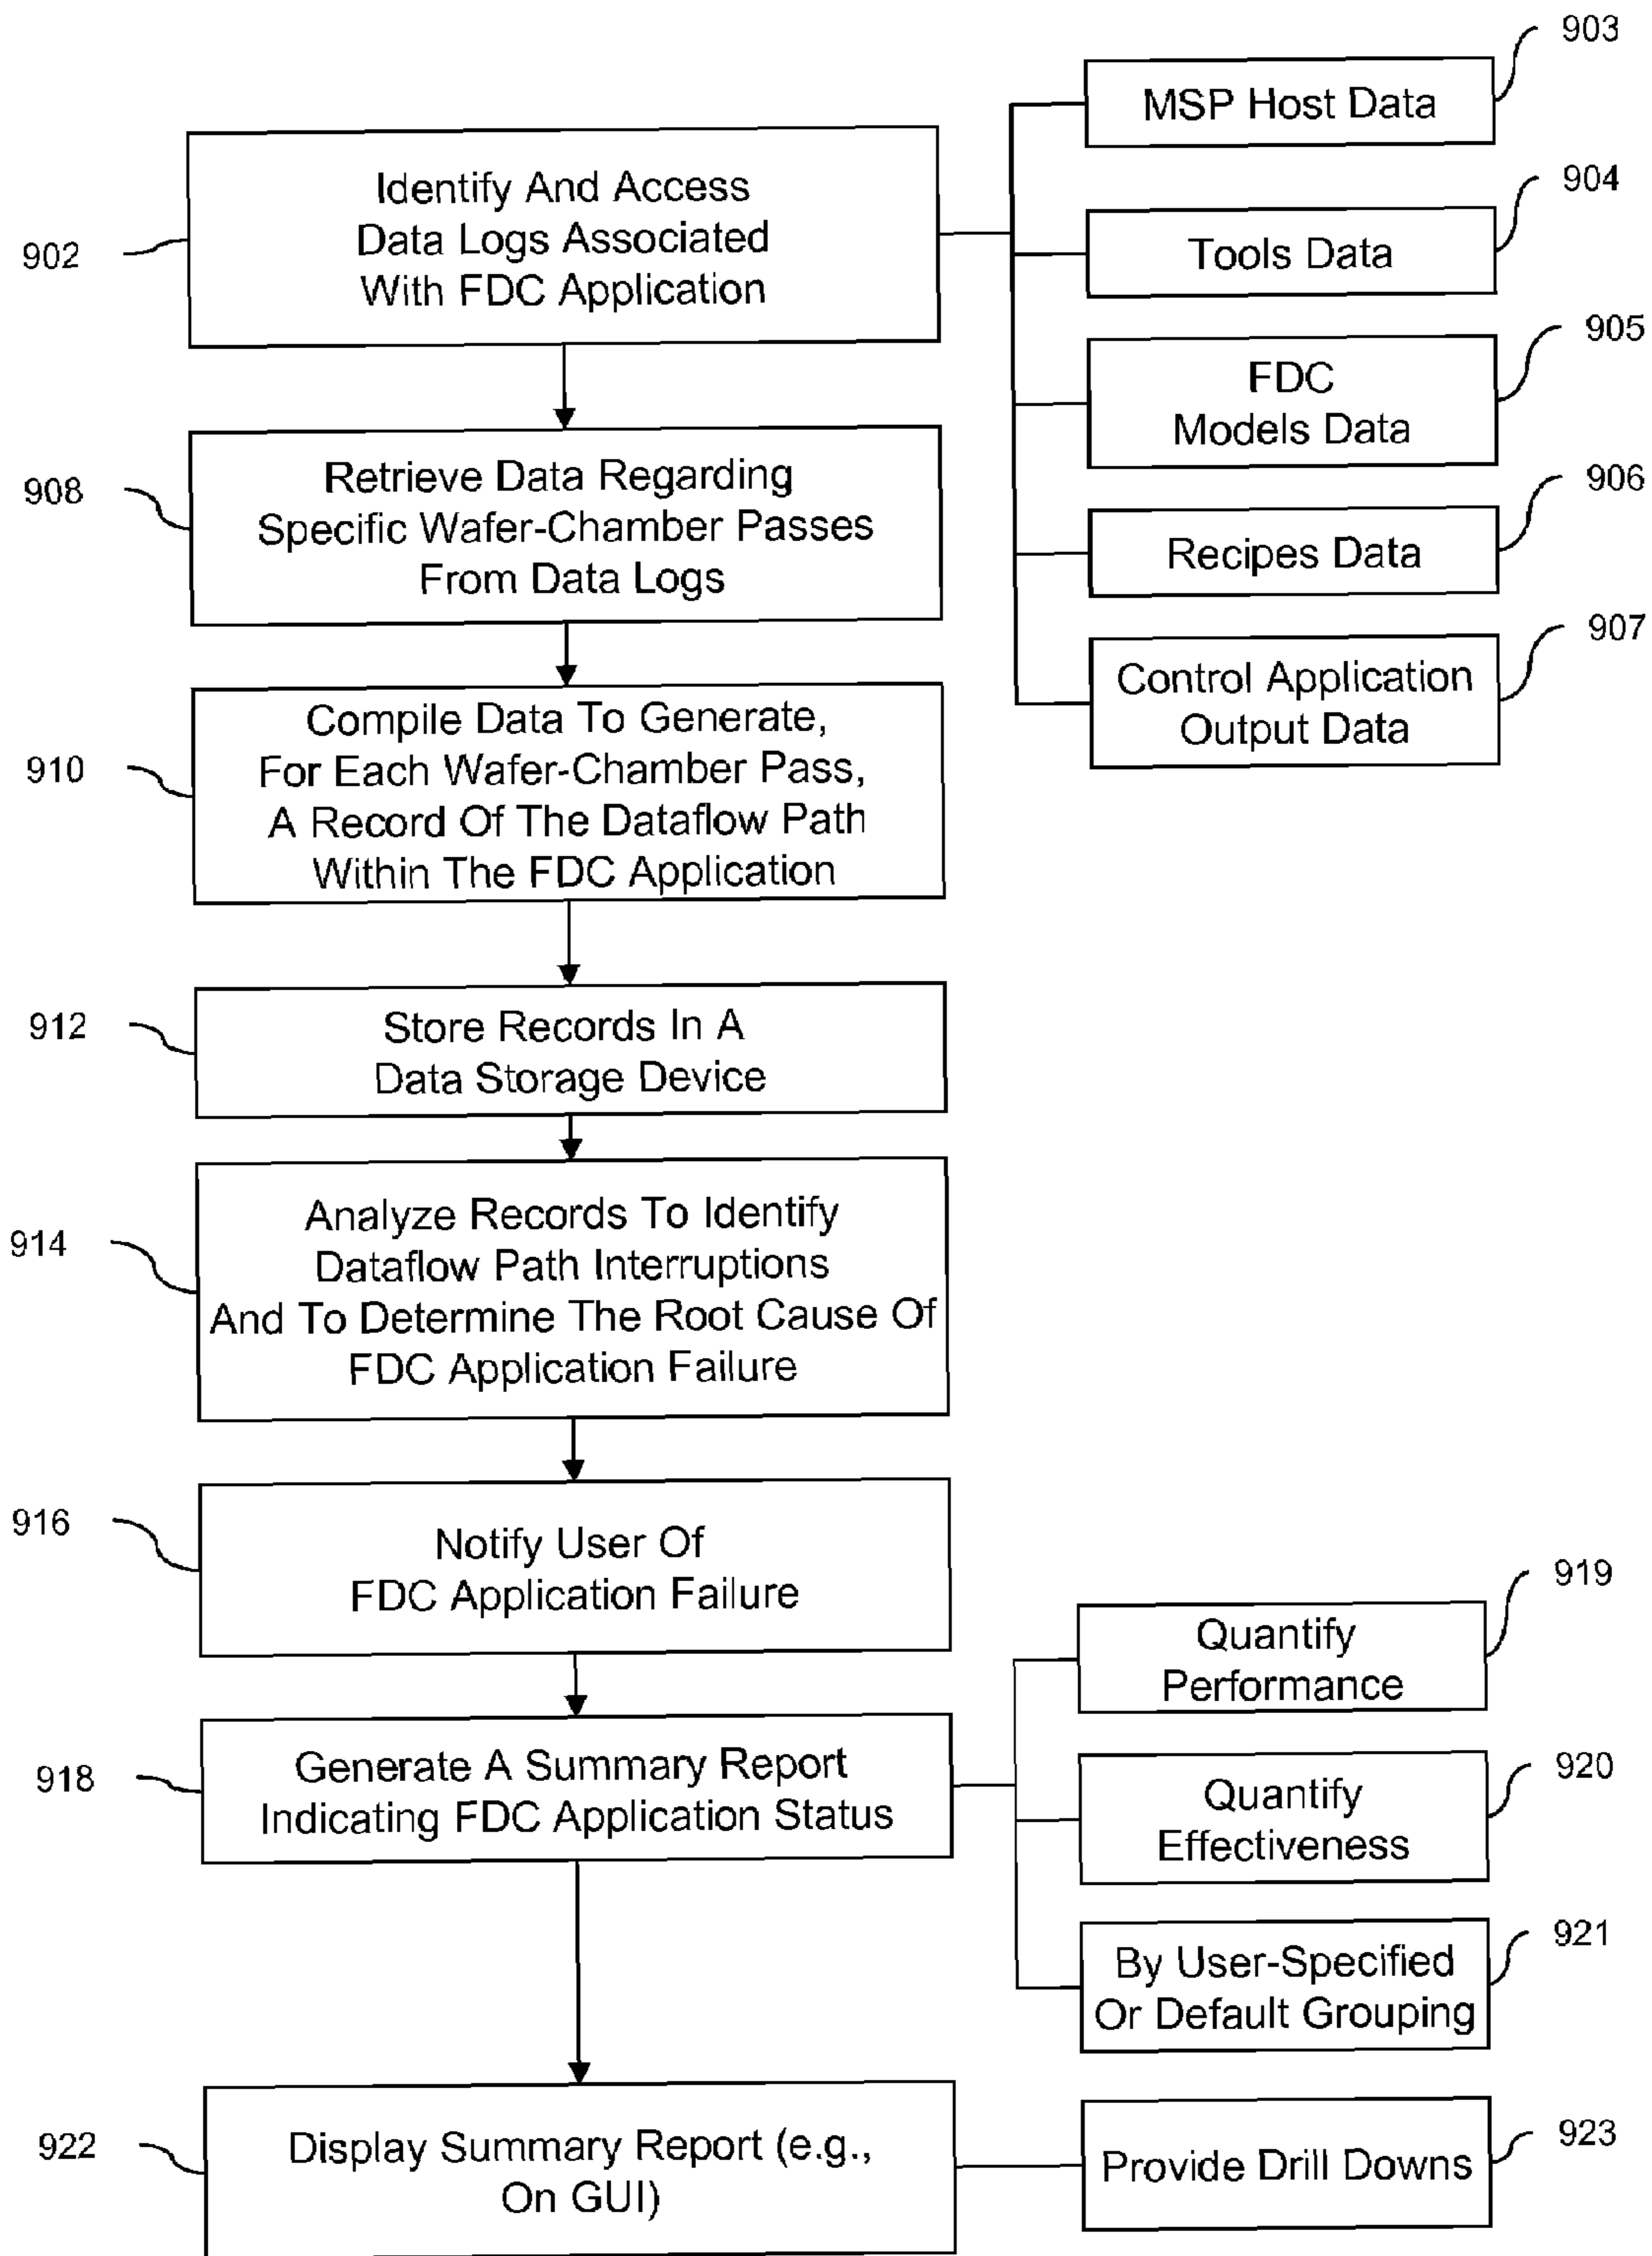 903
MSP Host Data
904
Tools Data
902
Identify And Access
Data Logs Associated
With FDC Application
905
FDC
Models Data
906
Recipes Data
907
Control Application
Output Data
908
Retrieve Data Regarding
Specific Wafer-Chamber Passes
From Data Logs
910
Compile Data To Generate,
For Each Wafer-Chamber Pass,
A Record Of The Dataflow Path
Within The FDC Application
912
Store Records In A
Data Storage Device
914
Analyze Records To Identify
Dataflow Path Interruptions
And To Determine The Root Cause Of
FDC Application Failure
916
Notify User Of
FDC Application Failure
918
Generate A Summary Report
Indicating FDC Application Status
919
Quantify
Performance
920
Quantify
Effectiveness
921
By User-Specified
Or Default Grouping
922
Display Summary Report (e.g.,
On GUI)
923
Provide Drill Downs